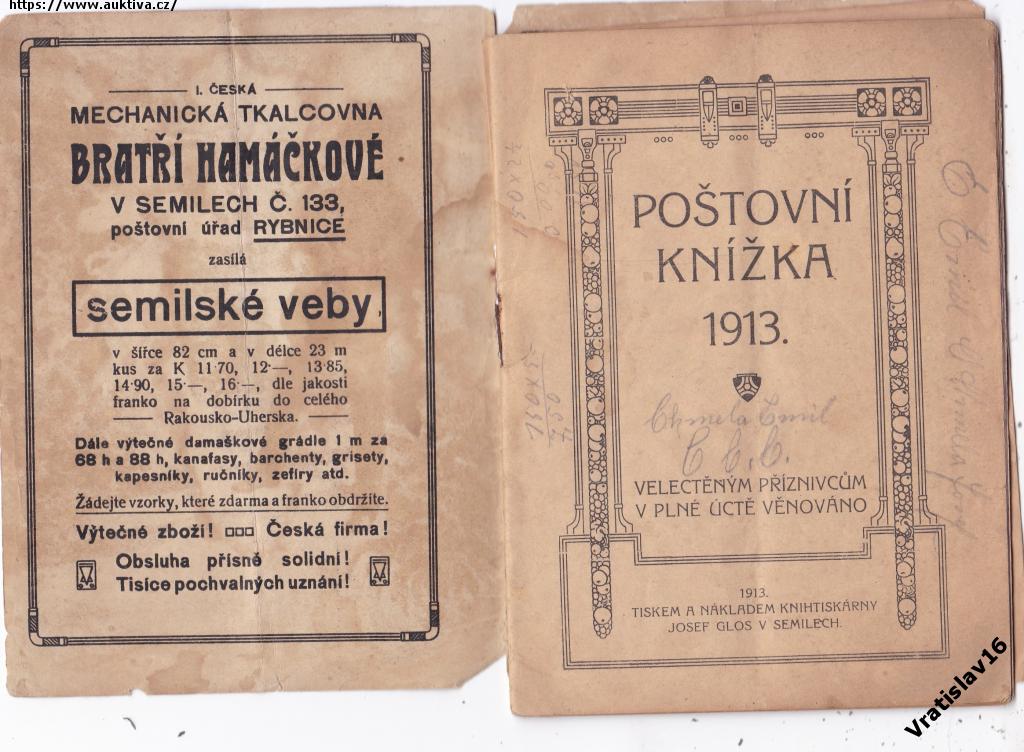 https://www.auktiva.cz/
I. ČESKÁ
MECHANICKÁ TKALCOVNA
BRATŘÍ HAMÁČKOVÉ
V SEMILECH Č. 133,
poštovní úřad RYBNICE
zasílá
semilské veby,
v šířce 82 cm a v délce 23 m
kus za K 11·70, 12·—, 13·85,
14·90, 15·—, 16·—, dle jakosti
franko na dobírku do celého
Rakousko-Uherska.
Dále výtečné damaškové grádle 1 m za
68 h a 88 h, kanafasy, barchenty, grisety,
kapesníky, ručníky, zefíry atd.
Žádejte vzorky, které zdarma a franko obdržíte.
Výtečné zboží! □□□ Česká firma!
Obsluha přísně solidní!
Tisíce pochvalných uznání!
POŠTOVNÍ
KNÍŽKA
1913.
Chmela Emil
VELECTĚNÝM PŘÍZNIVCŮM
V PLNÉ ÚCTĚ VĚNOVÁNO
1913.
TISKEM A NÁKLADEM KNIHTISKÁRNY
JOSEF GLOS V SEMILECH.
Vratislav16